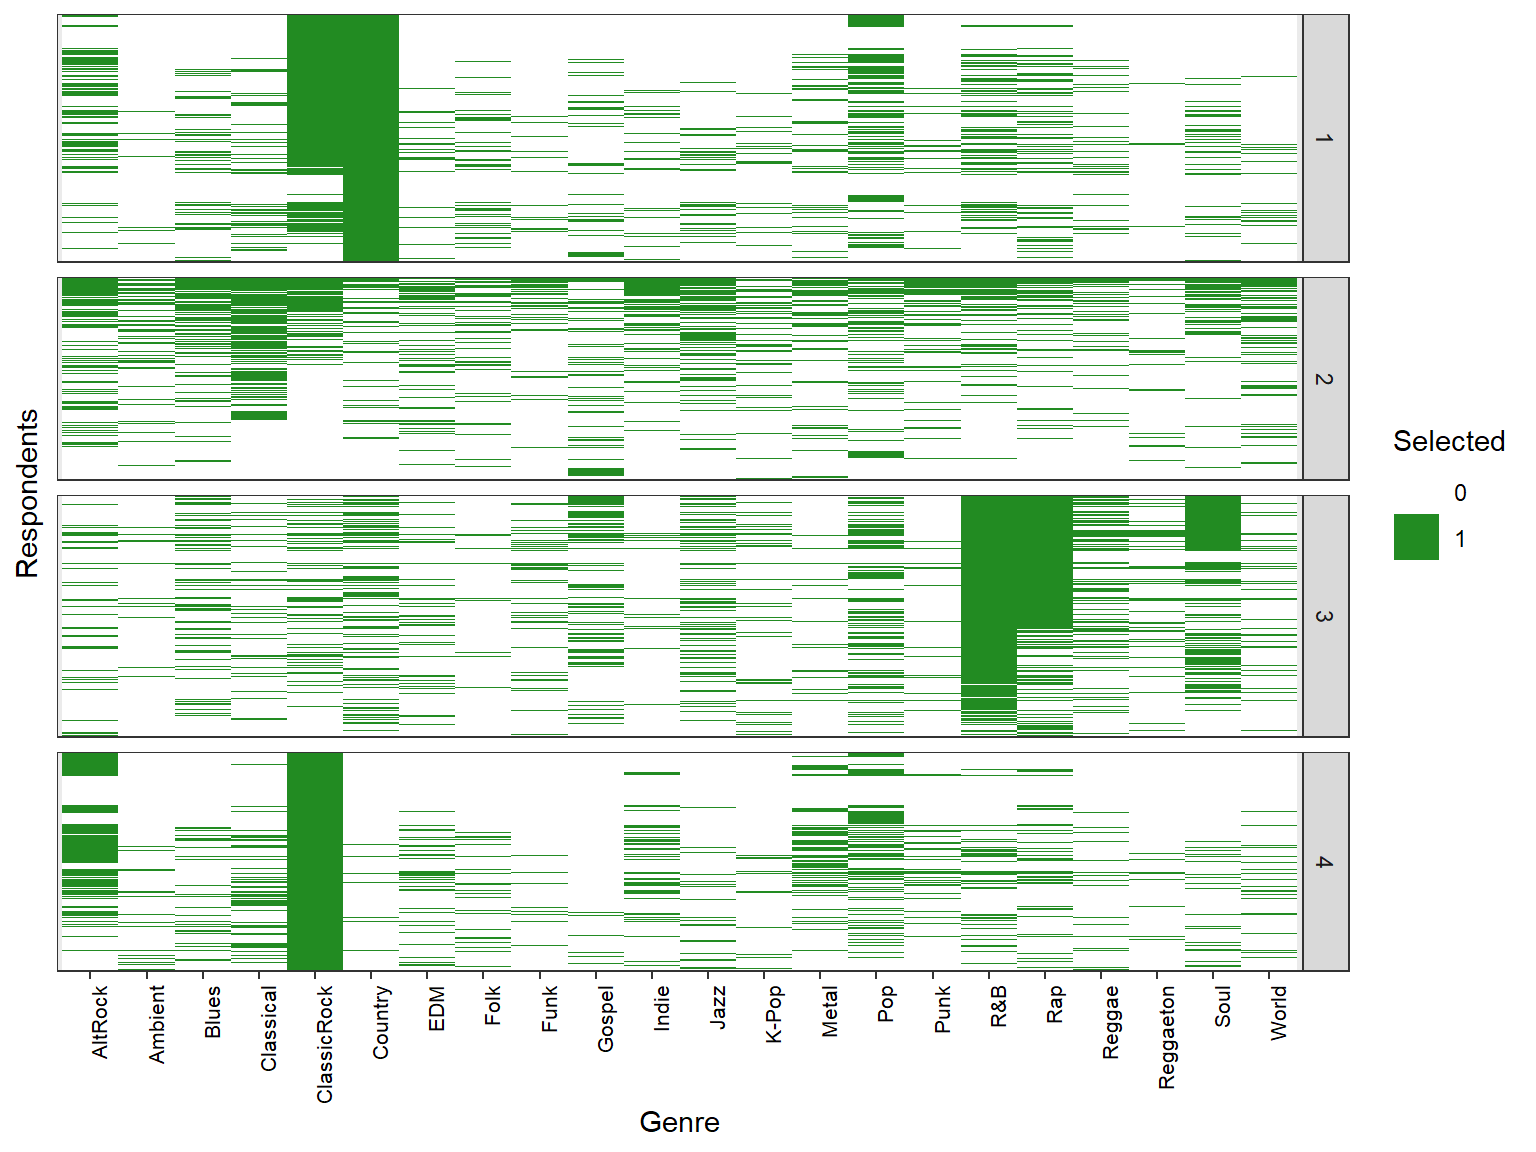 1
2
3
4
Respondents
Selected
0
1
AltRock
Ambient
Blues
Classical
ClassicRock
Country
EDM
Folk
Funk
Gospel
Indie
Jazz
K-Pop
Metal
Pop
Punk
R&B
Rap
Reggae
Reggaeton
Soul
World
Genre